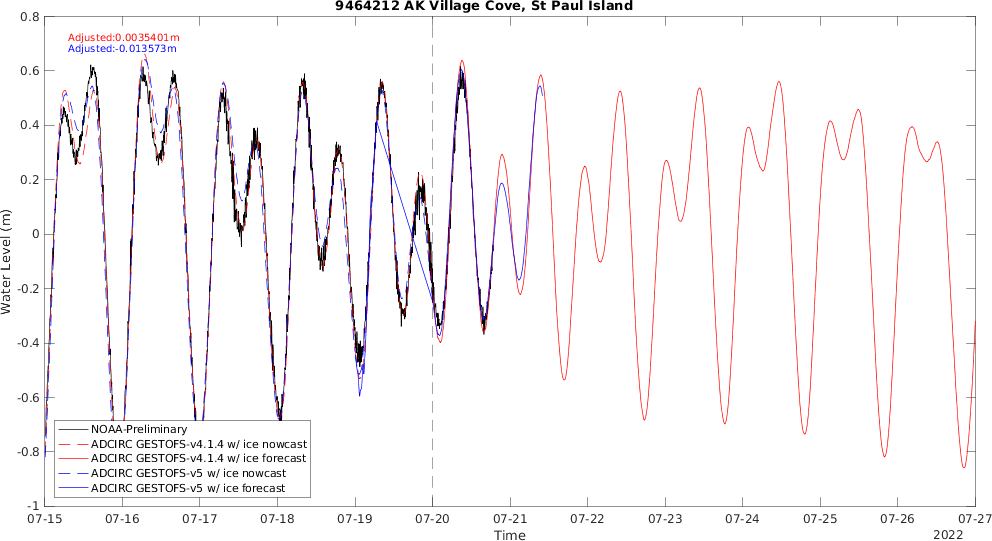 9464212 AK Village Cove, St Paul Island
Adjusted:0.0035401m
Adjusted:-0.013573m
0.8
0.6
0.4
0.2
0
-0.2
-0.4
-0.6
-0.8
-1
Water Level (m)
NOAA-Preliminary
ADCIRC GESTOFS-v4.1.4 w/ ice nowcast
ADCIRC GESTOFS-v4.1.4 w/ ice forecast
ADCIRC GESTOFS-v5 w/ ice nowcast
ADCIRC GESTOFS-v5 w/ ice forecast
07-15 07-16 07-17 07-18 07-19 07-20 07-21 07-22 07-23 07-24 07-25 07-26 07-27
Time
2022